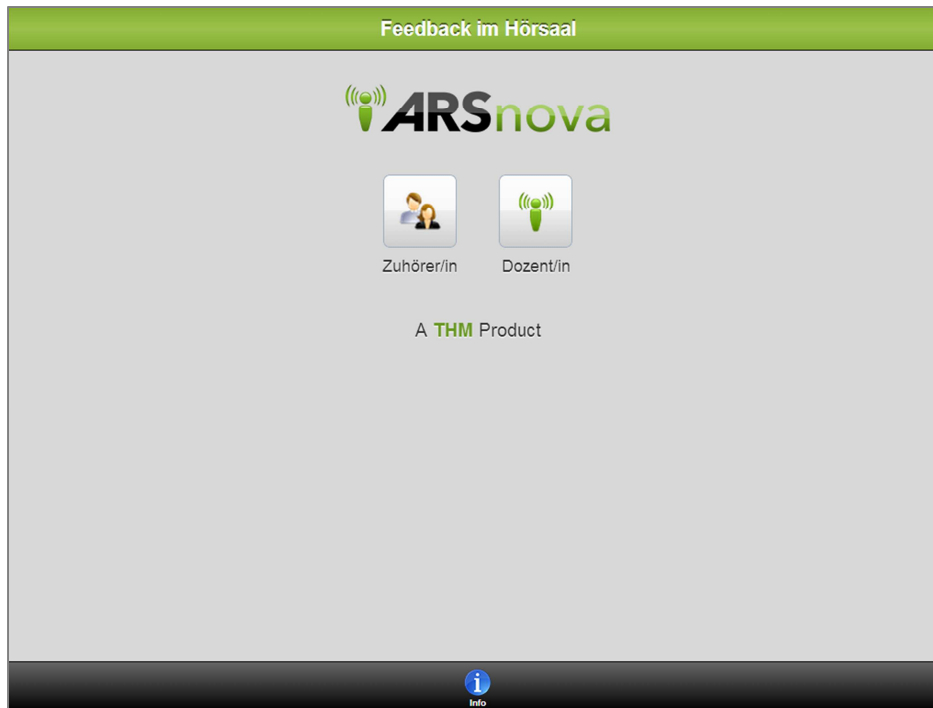 Feedback im Hörsaal
ARSnova
Zuhörer/in Dozent/in
A THM Product
Info